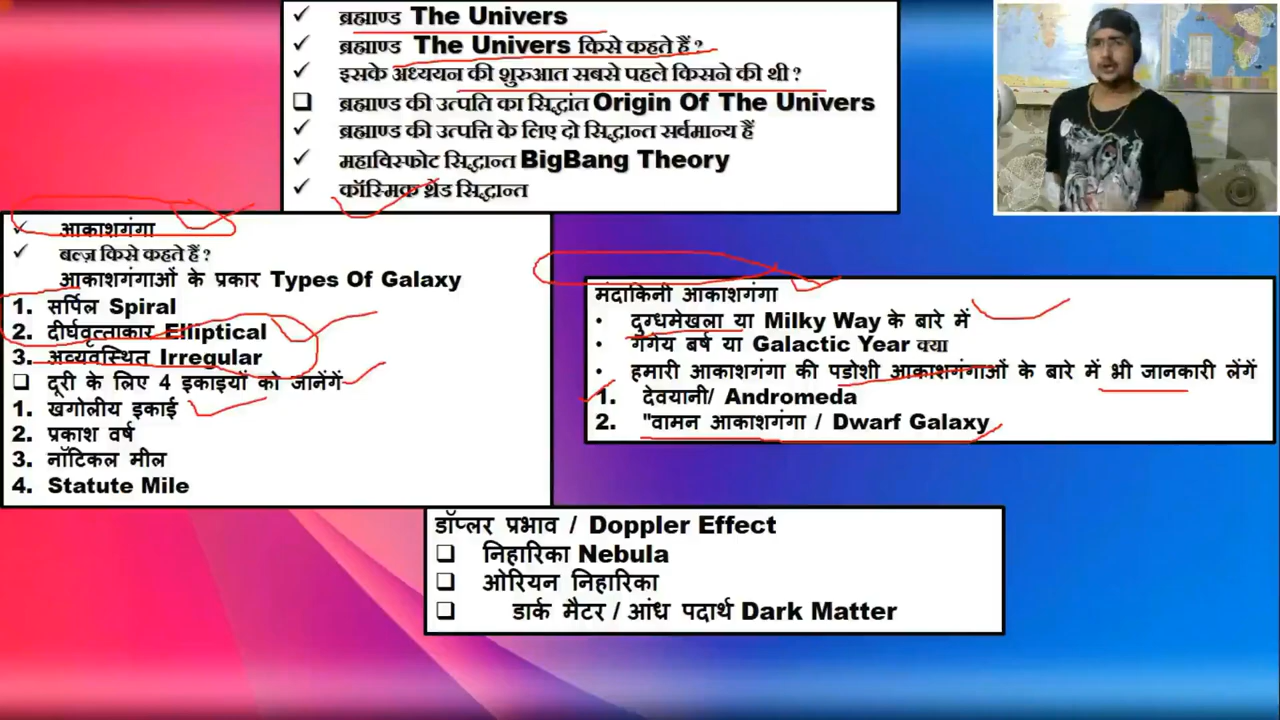 ✓ ब्रह्माण्ड The Univers
✓ ब्रह्माण्ड The Univers किसे कहते हैं?
✓ इसके अध्ययन की शुरुआत सबसे पहले किसने की थी?
❑ ब्रह्माण्ड की उत्पति का सिद्धांत Origin Of The Univers
✓ ब्रह्माण्ड की उत्पत्ति के लिए दो सिद्धान्त सर्वमान्य हैं
✓ महाविस्फोट सिद्धान्त BigBang Theory
✓ कॉस्मिक थ्रेड सिद्धान्त
✓ आकाशगंगा
✓ बल्ज़ किसे कहते हैं?
आकाशगंगाओं के प्रकार Types Of Galaxy
1. सर्पिल Spiral
2. दीर्घवृत्ताकार Elliptical
3. अव्यवस्थित Irregular
❑ दूरी के लिए 4 इकाइयों को जानेंगें
1. खगोलीय इकाई
2. प्रकाश वर्ष
3. नॉटिकल मील
4. Statute Mile
मंदाकिनी आकाशगंगा
• दुग्धमेखला या Milky Way के बारे में
• गंगेय बर्ष या Galactic Year क्या
• हमारी आकाशगंगा की पडोशी आकाशगंगाओं के बारे में भी जानकारी लेंगें
1. देवयानी/ Andromeda
2. "वामन आकाशगंगा / Dwarf Galaxy
डॉप्लर प्रभाव / Doppler Effect
❑ निहारिका Nebula
❑ ओरियन निहारिका
❑ डार्क मैटर / आंध पदार्थ Dark Matter